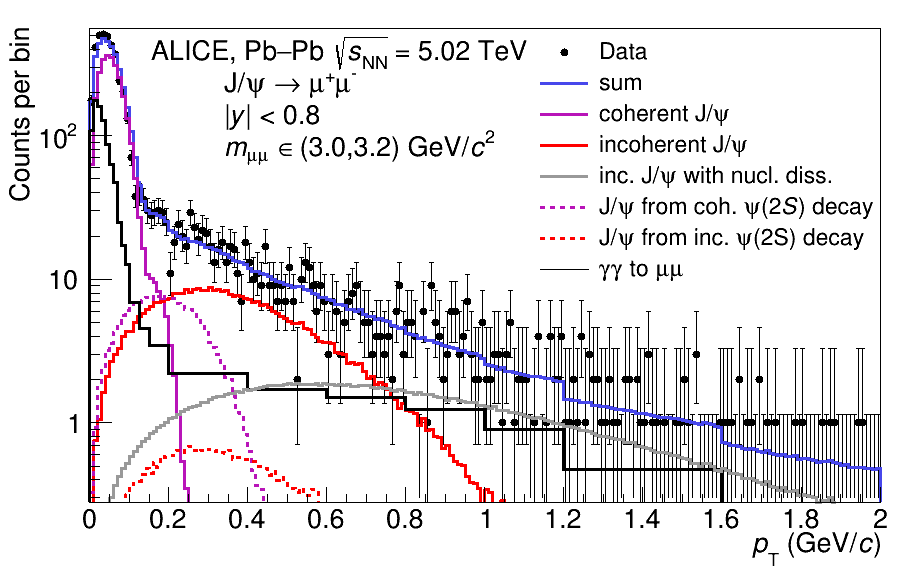 Counts per bin
10²
10
1
ALICE, Pb–Pb √s_NN = 5.02 TeV
J/ψ → μ⁺μ⁻
|y| < 0.8
m_μμ ∈ (3.0,3.2) GeV/c²
Data
sum
coherent J/ψ
incoherent J/ψ
inc. J/ψ with nucl. diss.
J/ψ from coh. ψ(2S) decay
J/ψ from inc. ψ(2S) decay
γγ to μμ
0 0.2 0.4 0.6 0.8 1 1.2 1.4 1.6 1.8 2
p_T (GeV/c)